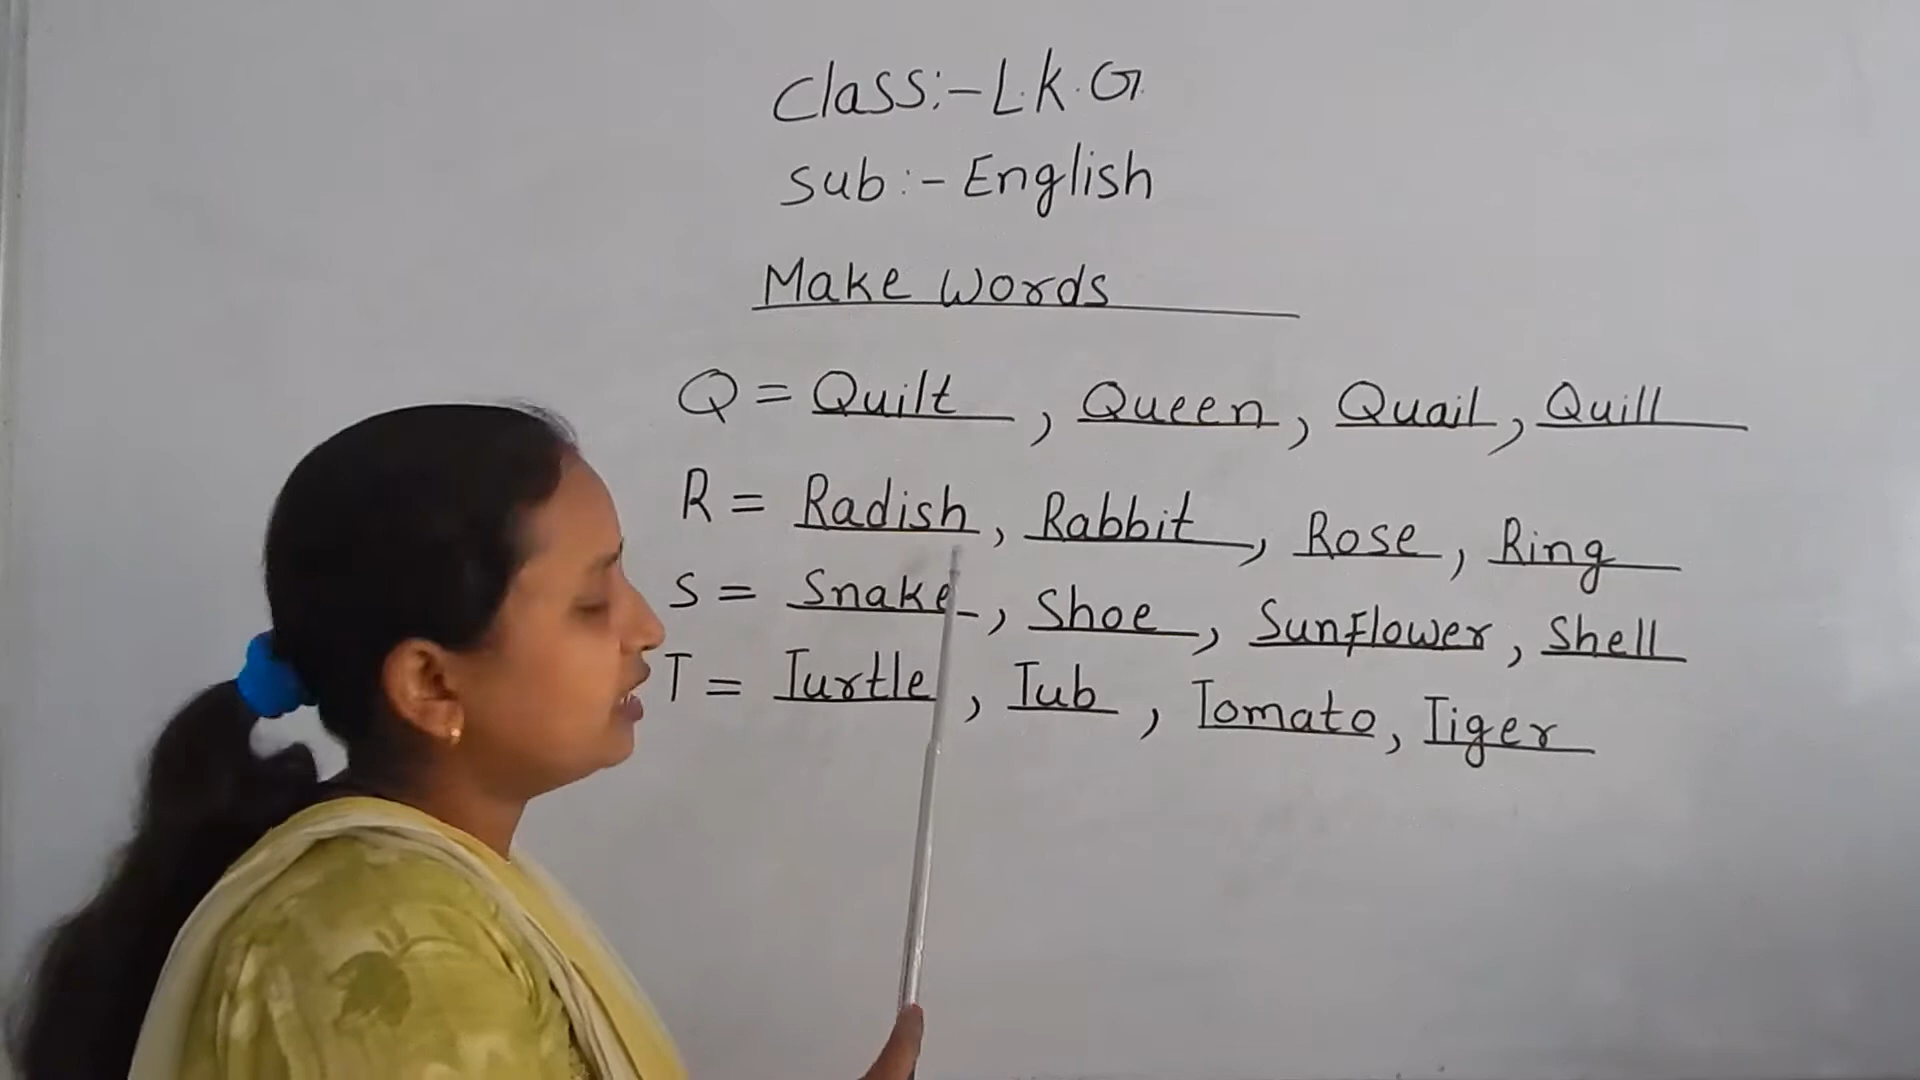 Class:- L.K.G.
Sub:- English
Make Words
Q = Quilt, Queen, Quail, Quill
R = Radish, Rabbit, Rose, Ring
S = Snake, Shoe, Sunflower, Shell
T = Turtle, Tub, Tomato, Tiger